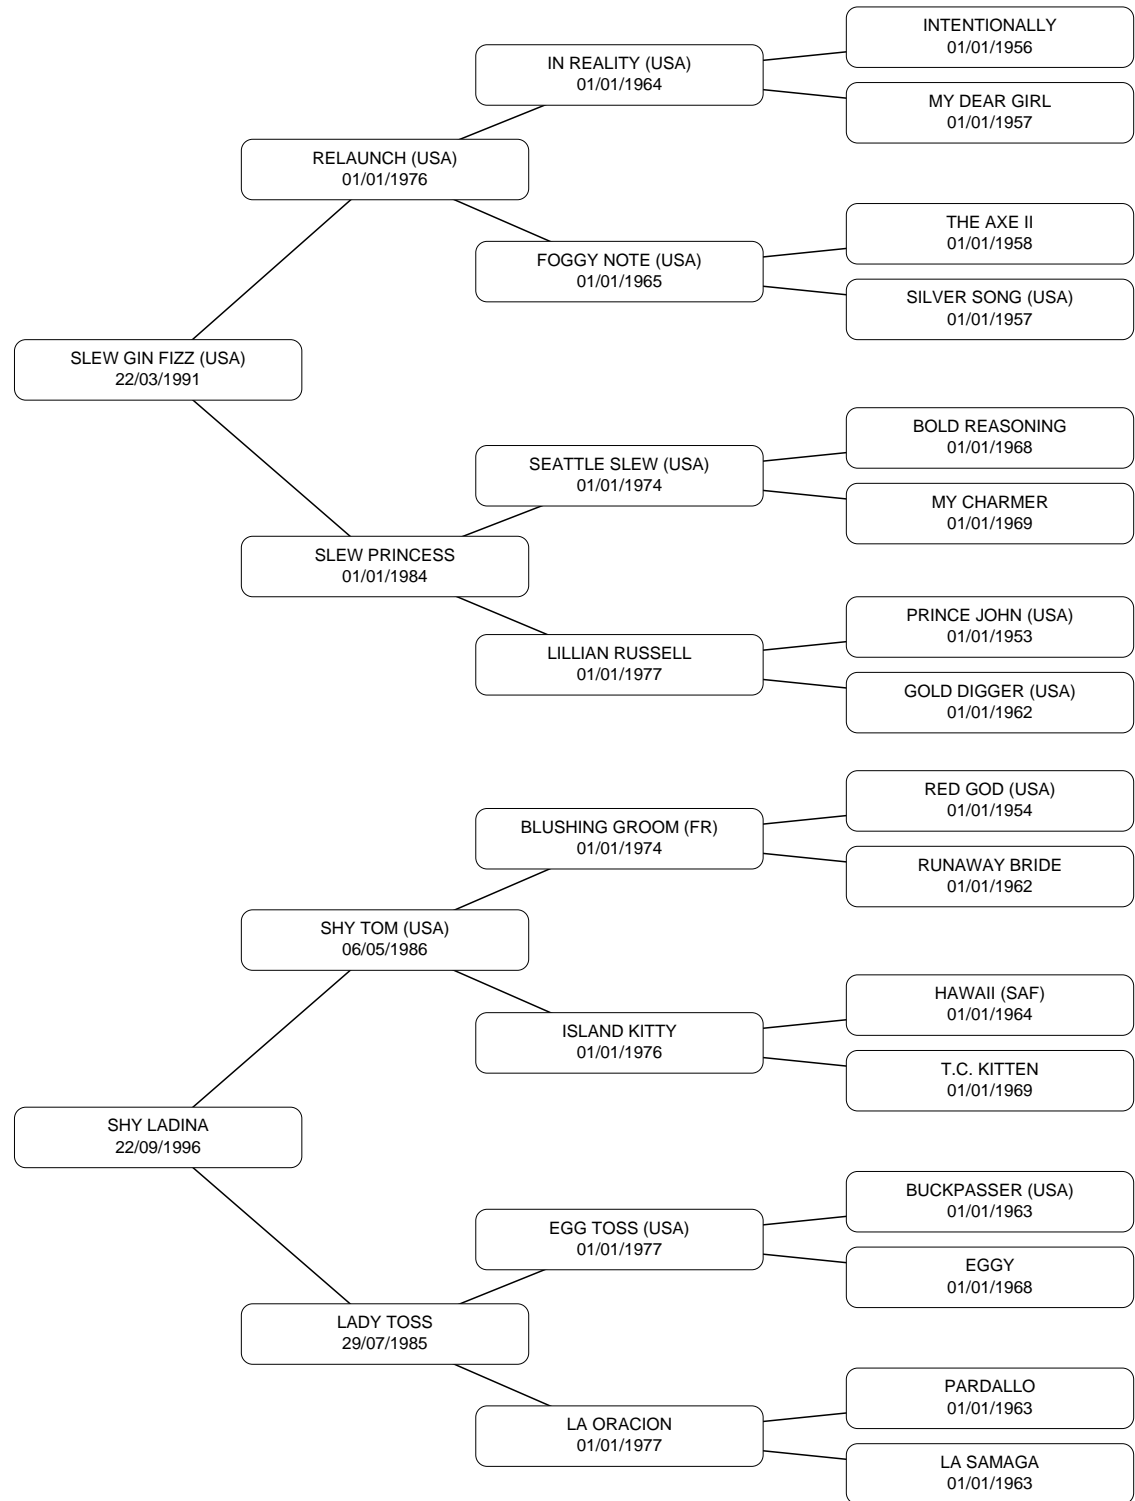 INTENTIONALLY
01/01/1956
IN REALITY (USA)
01/01/1964
MY DEAR GIRL
01/01/1957
RELAUNCH (USA)
01/01/1976
THE AXE II
01/01/1958
FOGGY NOTE (USA)
01/01/1965
SILVER SONG (USA)
01/01/1957
SLEW GIN FIZZ (USA)
22/03/1991
BOLD REASONING
01/01/1968
SEATTLE SLEW (USA)
01/01/1974
MY CHARMER
01/01/1969
SLEW PRINCESS
01/01/1984
PRINCE JOHN (USA)
01/01/1953
LILLIAN RUSSELL
01/01/1977
GOLD DIGGER (USA)
01/01/1962
RED GOD (USA)
01/01/1954
BLUSHING GROOM (FR)
01/01/1974
RUNAWAY BRIDE
01/01/1962
SHY TOM (USA)
06/05/1986
HAWAII (SAF)
01/01/1964
ISLAND KITTY
01/01/1976
T.C. KITTEN
01/01/1969
SHY LADINA
22/09/1996
BUCKPASSER (USA)
01/01/1963
EGG TOSS (USA)
01/01/1977
EGGY
01/01/1968
LADY TOSS
29/07/1985
PARDALLO
01/01/1963
LA ORACION
01/01/1977
LA SAMAGA
01/01/1963